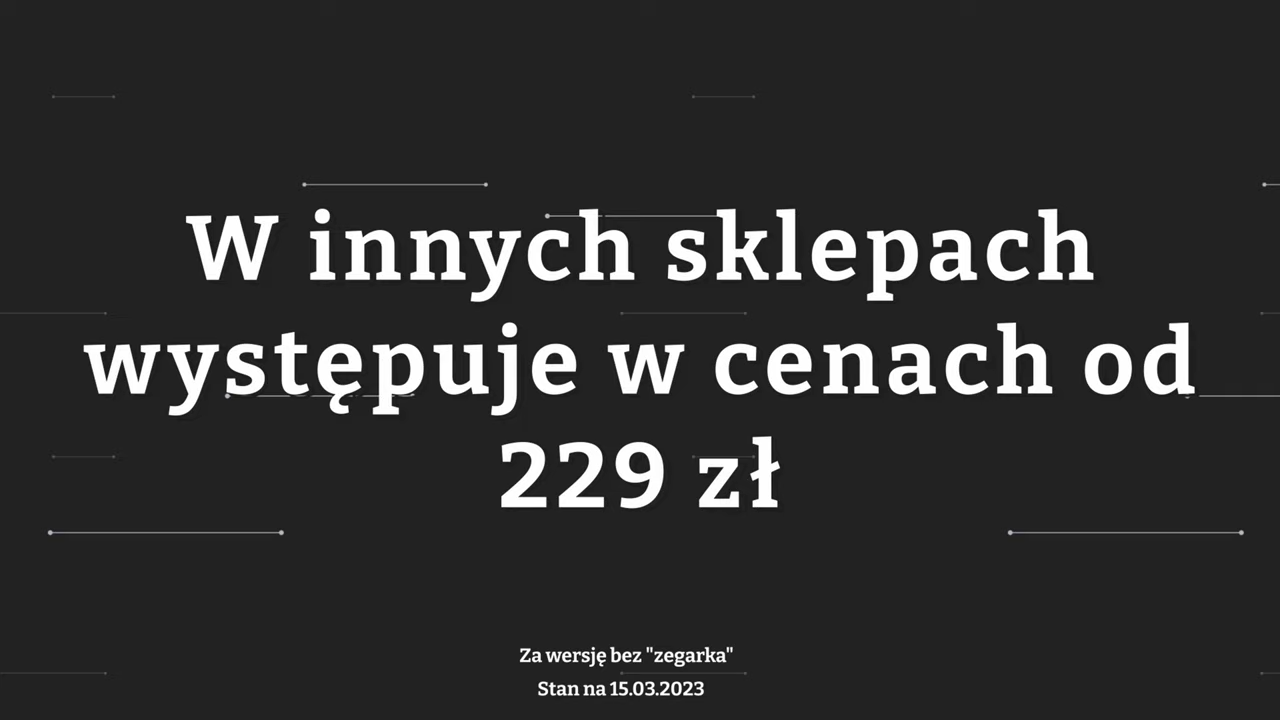 W innych sklepach
występuje w cenach od
229 zł
Za wersję bez "zegarka"
Stan na 15.03.2023